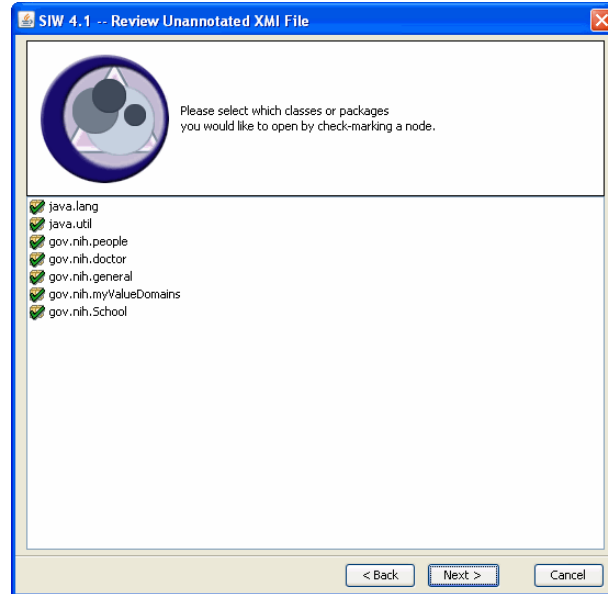 SIW 4.1 -- Review Unannotated XMI File
Please select which classes or packages
you would like to open by check-marking a node.
java.lang
java.util
gov.nih.people
gov.nih.doctor
gov.nih.general
gov.nih.myValueDomains
gov.nih.School
< Back Next > Cancel